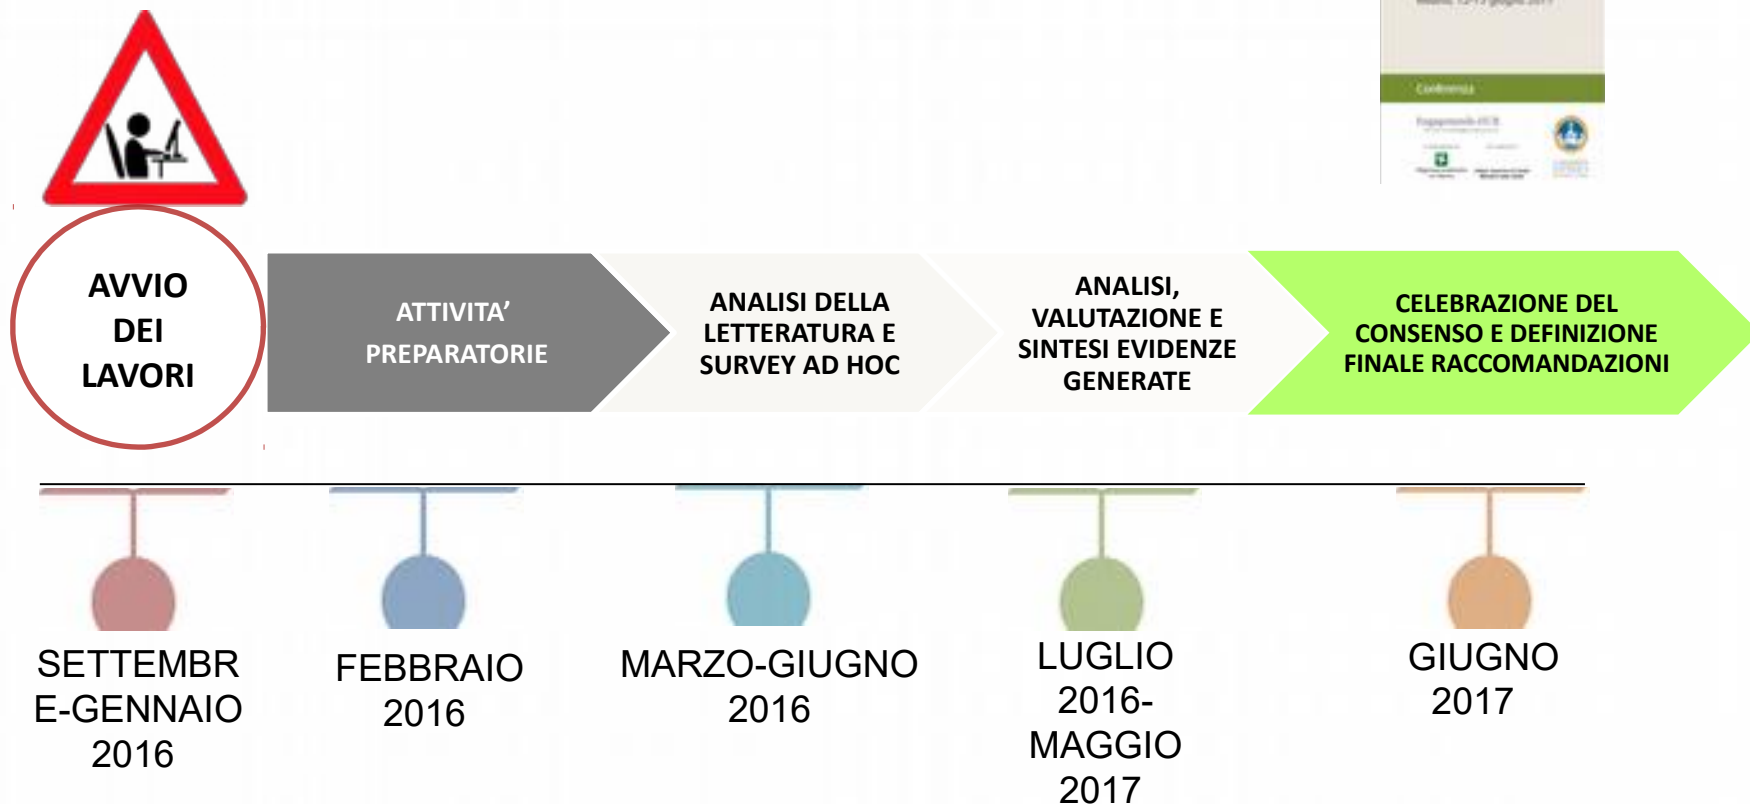 Conferenza
AVVIO
DEI
LAVORI
ATTIVITA’
PREPARATORIE
ANALISI DELLA
LETTERATURA E
SURVEY AD HOC
ANALISI,
VALUTAZIONE E
SINTESI EVIDENZE
GENERATE
CELEBRAZIONE DEL
CONSENSO E DEFINIZIONE
FINALE RACCOMANDAZIONI
SETTEMBR
E-GENNAIO
2016
FEBBRAIO
2016
MARZO-GIUGNO
2016
LUGLIO
2016-
MAGGIO
2017
GIUGNO
2017